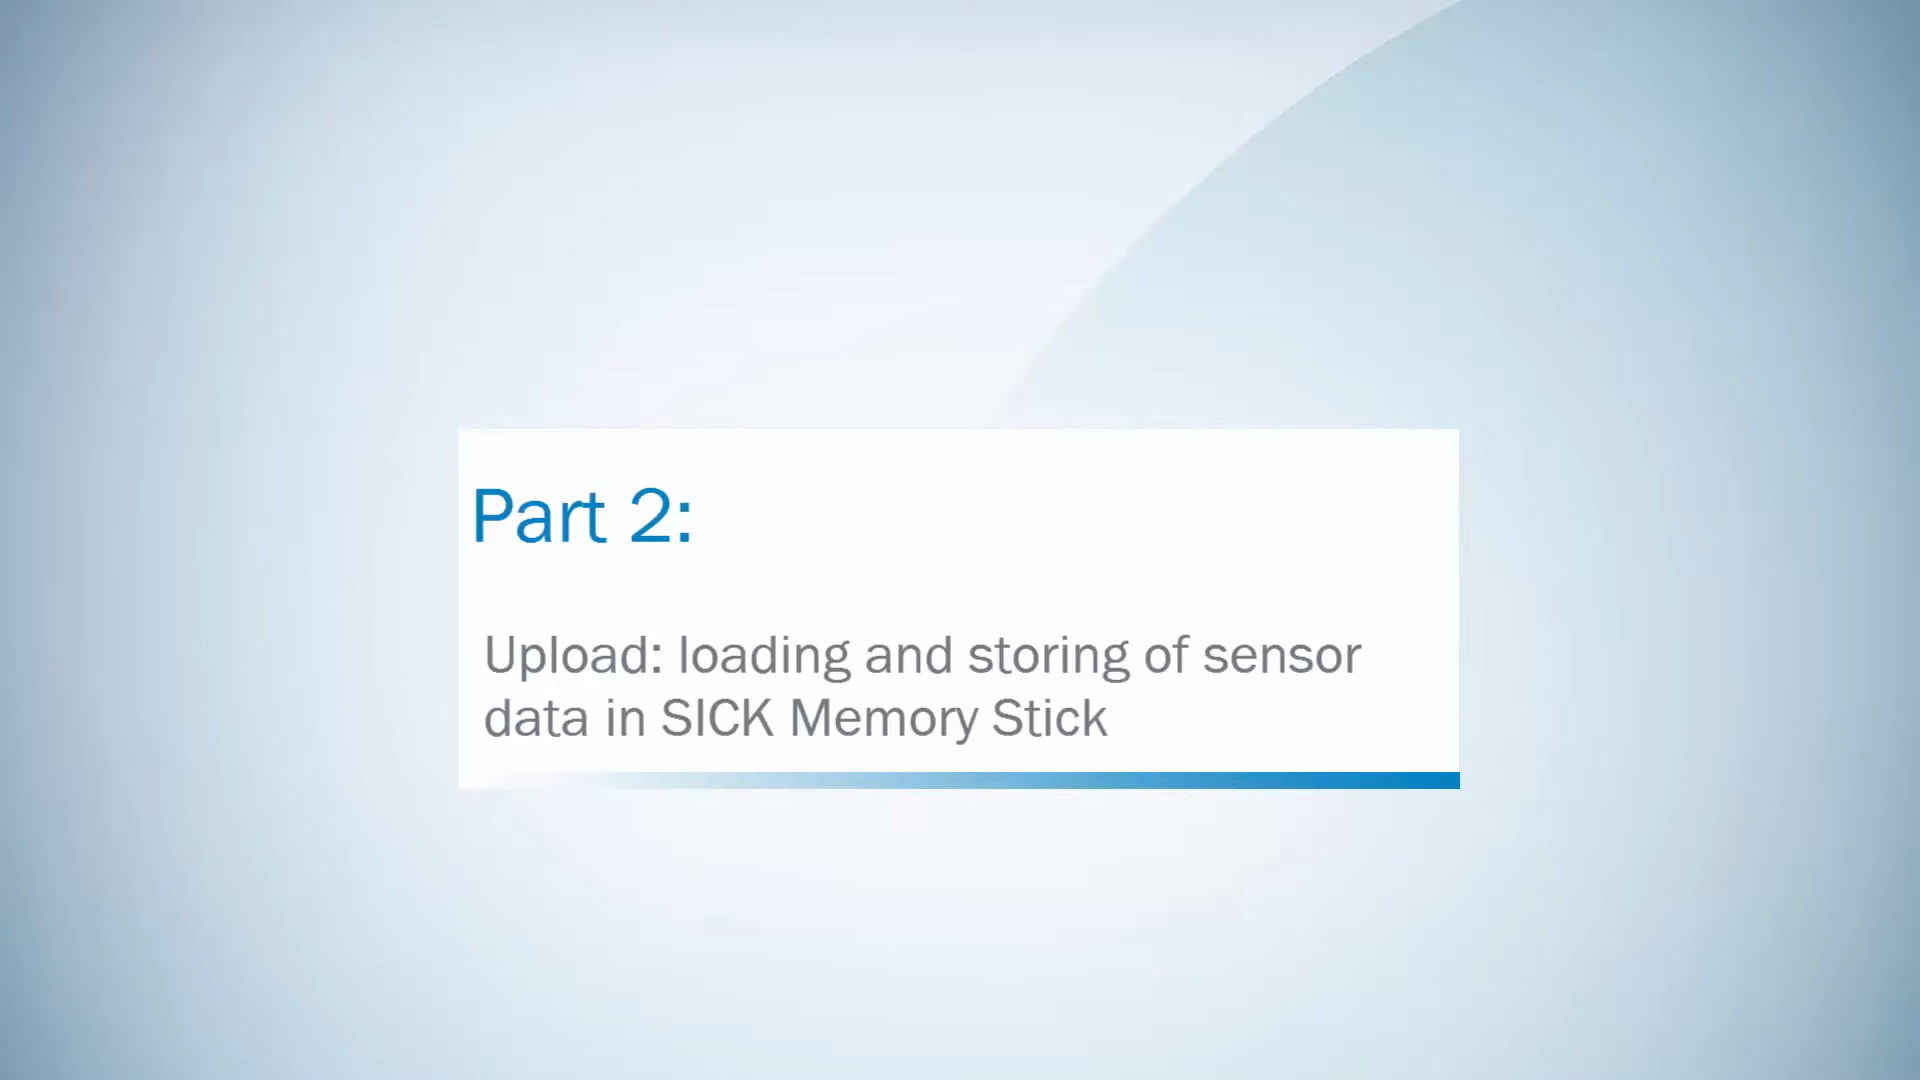 Part 2:
Upload: loading and storing of sensor
data in SICK Memory Stick